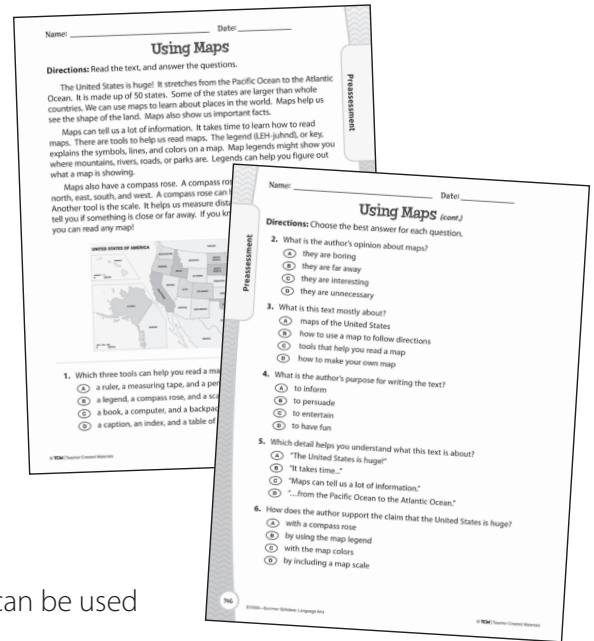 Name: Date:
Using Maps
Directions: Read the text, and answer the questions.
The United States is huge! It stretches from the Pacific Ocean to the Atlantic
Ocean. It is made up of 50 states. Some of the states are larger than whole
countries. We can use maps to learn about places in the world. Maps help us
see the shape of the land. Maps also show us important facts.
Maps can tell us a lot of information. It takes time to learn how to read
maps. There are tools to help us read maps. The legend (LEH-juhnd), or key,
explains the symbols, lines, and colors on a map. Map legends might show you
where mountains, rivers, roads, or parks are. Legends can help you figure out
what a map is showing.
Maps also have a compass rose. A compass ros
north, east, south, and west. A compass rose can h
Another tool is the scale. It helps us measure dista
tell you if something is close or far away. If you kn
you can read any map!
UNITED STATES OF AMERICA
1. Which three tools can help you read a ma
A a ruler, a measuring tape, and a pen
B a legend, a compass rose, and a sca
C a book, a computer, and a backpac
D a caption, an index, and a table of
© TCM | Teacher Created Materials
Preassessment
Name: Date:
Using Maps (cont.)
Directions: Choose the best answer for each question.
2. What is the author's opinion about maps?
A they are boring
B they are far away
C they are interesting
D they are unnecessary
3. What is this text mostly about?
A maps of the United States
B how to use a map to follow directions
C tools that help you read a map
D how to make your own map
4. What is the author's purpose for writing the text?
A to inform
B to persuade
C to entertain
D to have fun
5. Which detail helps you understand what this text is about?
A "The United States is huge!"
B "It takes time..."
C "Maps can tell us a lot of information."
D "...from the Pacific Ocean to the Atlantic Ocean."
6. How does the author support the claim that the United States is huge?
A with a compass rose
B by using the map legend
C with the map colors
D by including a map scale
Preassessment
© TCM | Teacher Created Materials
can be used